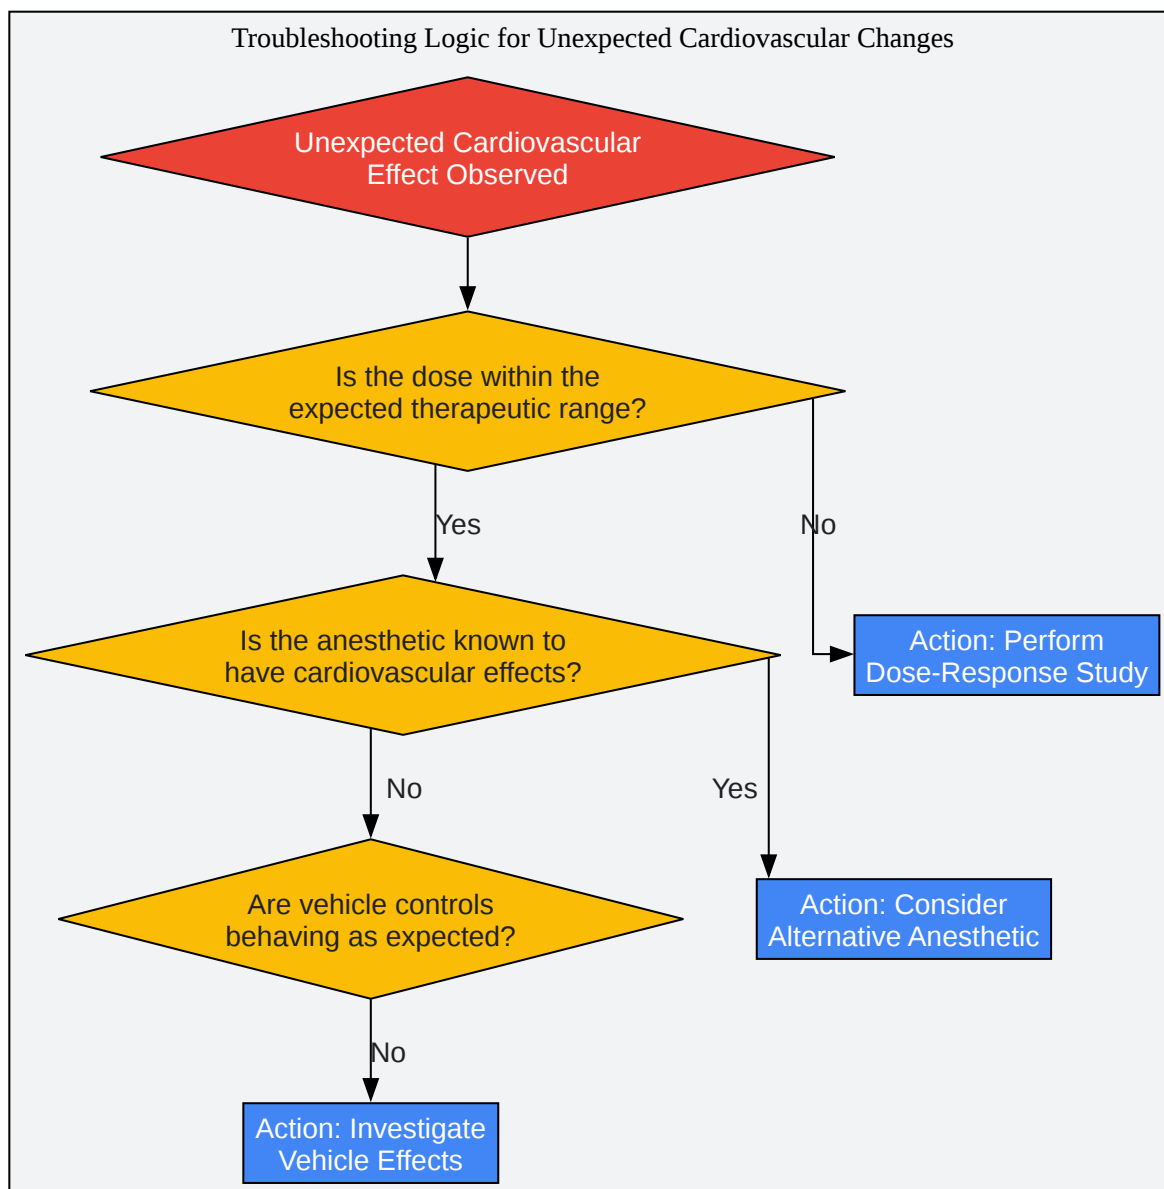 Troubleshooting Logic for Unexpected Cardiovascular Changes
Unexpected Cardiovascular
Effect Observed
Is the dose within the
expected therapeutic range?
Yes
No
Is the anesthetic known to
have cardiovascular effects?
Action: Perform
Dose-Response Study
No
Yes
Are vehicle controls
behaving as expected?
Action: Consider
Alternative Anesthetic
No
Action: Investigate
Vehicle Effects